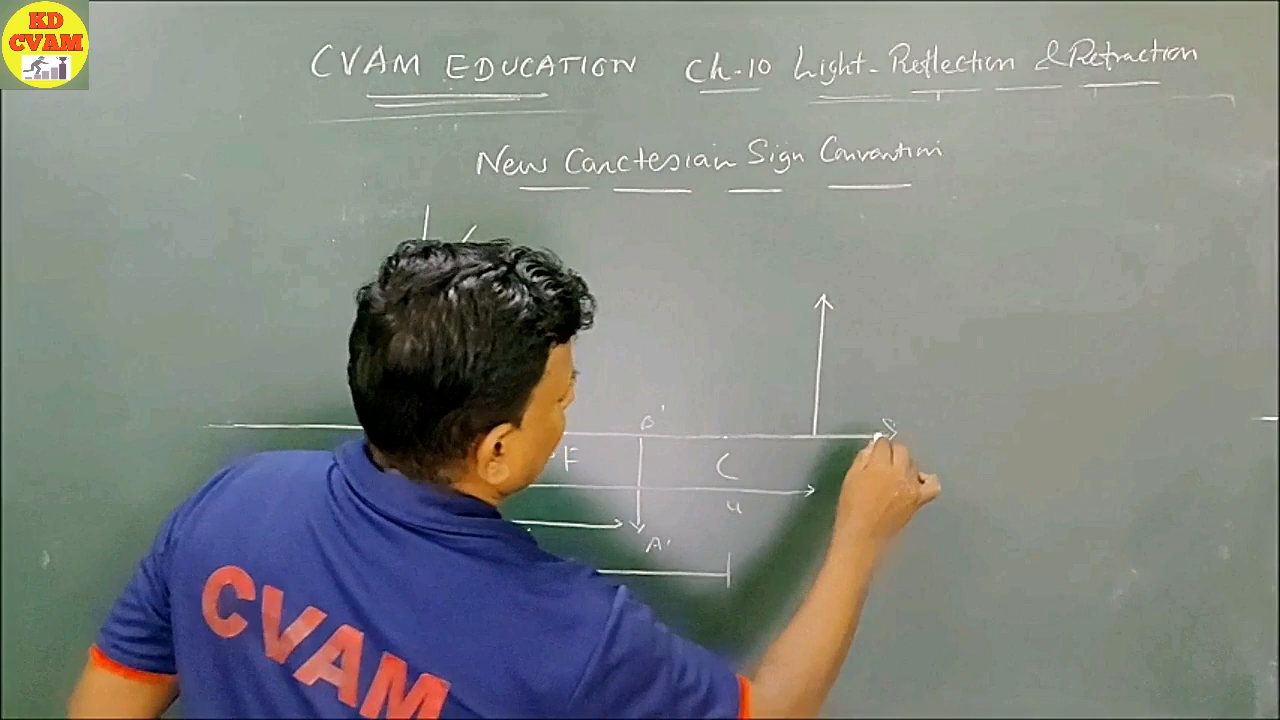 KD
CVAM
CVAM EDUCATION Ch-10 Light-Reflection & Refraction
New Canctesian Sign Convention
B'
F
C
u
A'
CVAM